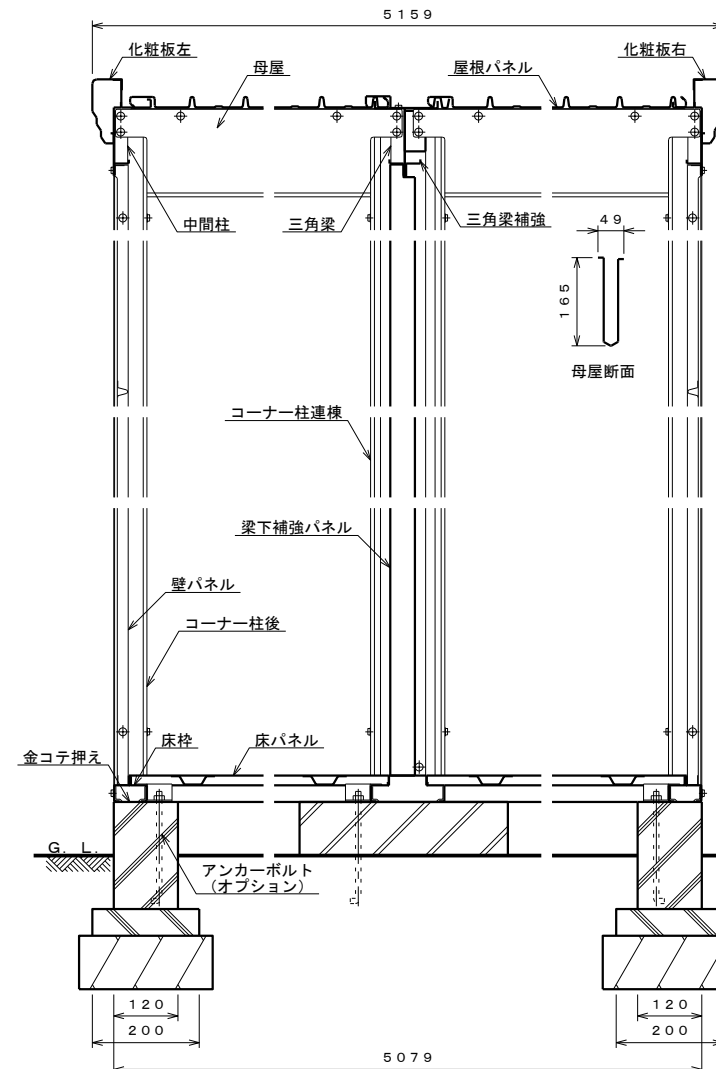 5159
化粧板左
化粧板右
母屋
屋根パネル
中間柱
三角梁
三角梁補強
49
165
母屋断面
コーナー柱連棟
梁下補強パネル
壁パネル
コーナー柱後
床枠
床パネル
金コテ押え
G. L.
アンカーボルト
(オプション)
120
120
200
200
5079